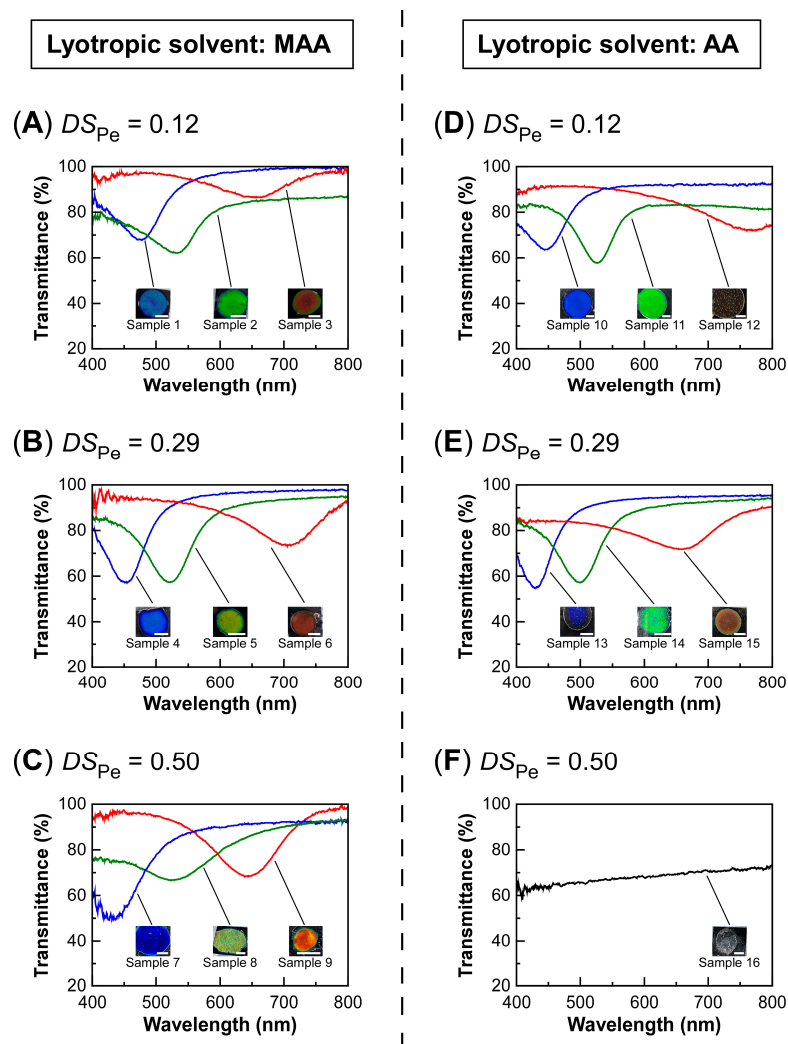 Lyotropic solvent: MAA
(A) DSPe = 0.12
Transmittance (%)
100
80
60
40
20
Sample 1
Sample 2
Sample 3
400
500
600
700
800
Wavelength (nm)
(B) DSPe = 0.29
Transmittance (%)
100
80
60
40
20
Sample 4
Sample 5
Sample 6
400
500
600
700
800
Wavelength (nm)
(C) DSPe = 0.50
Transmittance (%)
100
80
60
40
20
Sample 7
Sample 8
Sample 9
400
500
600
700
800
Wavelength (nm)
Lyotropic solvent: AA
(D) DSPe = 0.12
Transmittance (%)
100
80
60
40
20
Sample 10
Sample 11
Sample 12
400
500
600
700
800
Wavelength (nm)
(E) DSPe = 0.29
Transmittance (%)
100
80
60
40
20
Sample 13
Sample 14
Sample 15
400
500
600
700
800
Wavelength (nm)
(F) DSPe = 0.50
Transmittance (%)
100
80
60
40
20
Sample 16
400
500
600
700
800
Wavelength (nm)